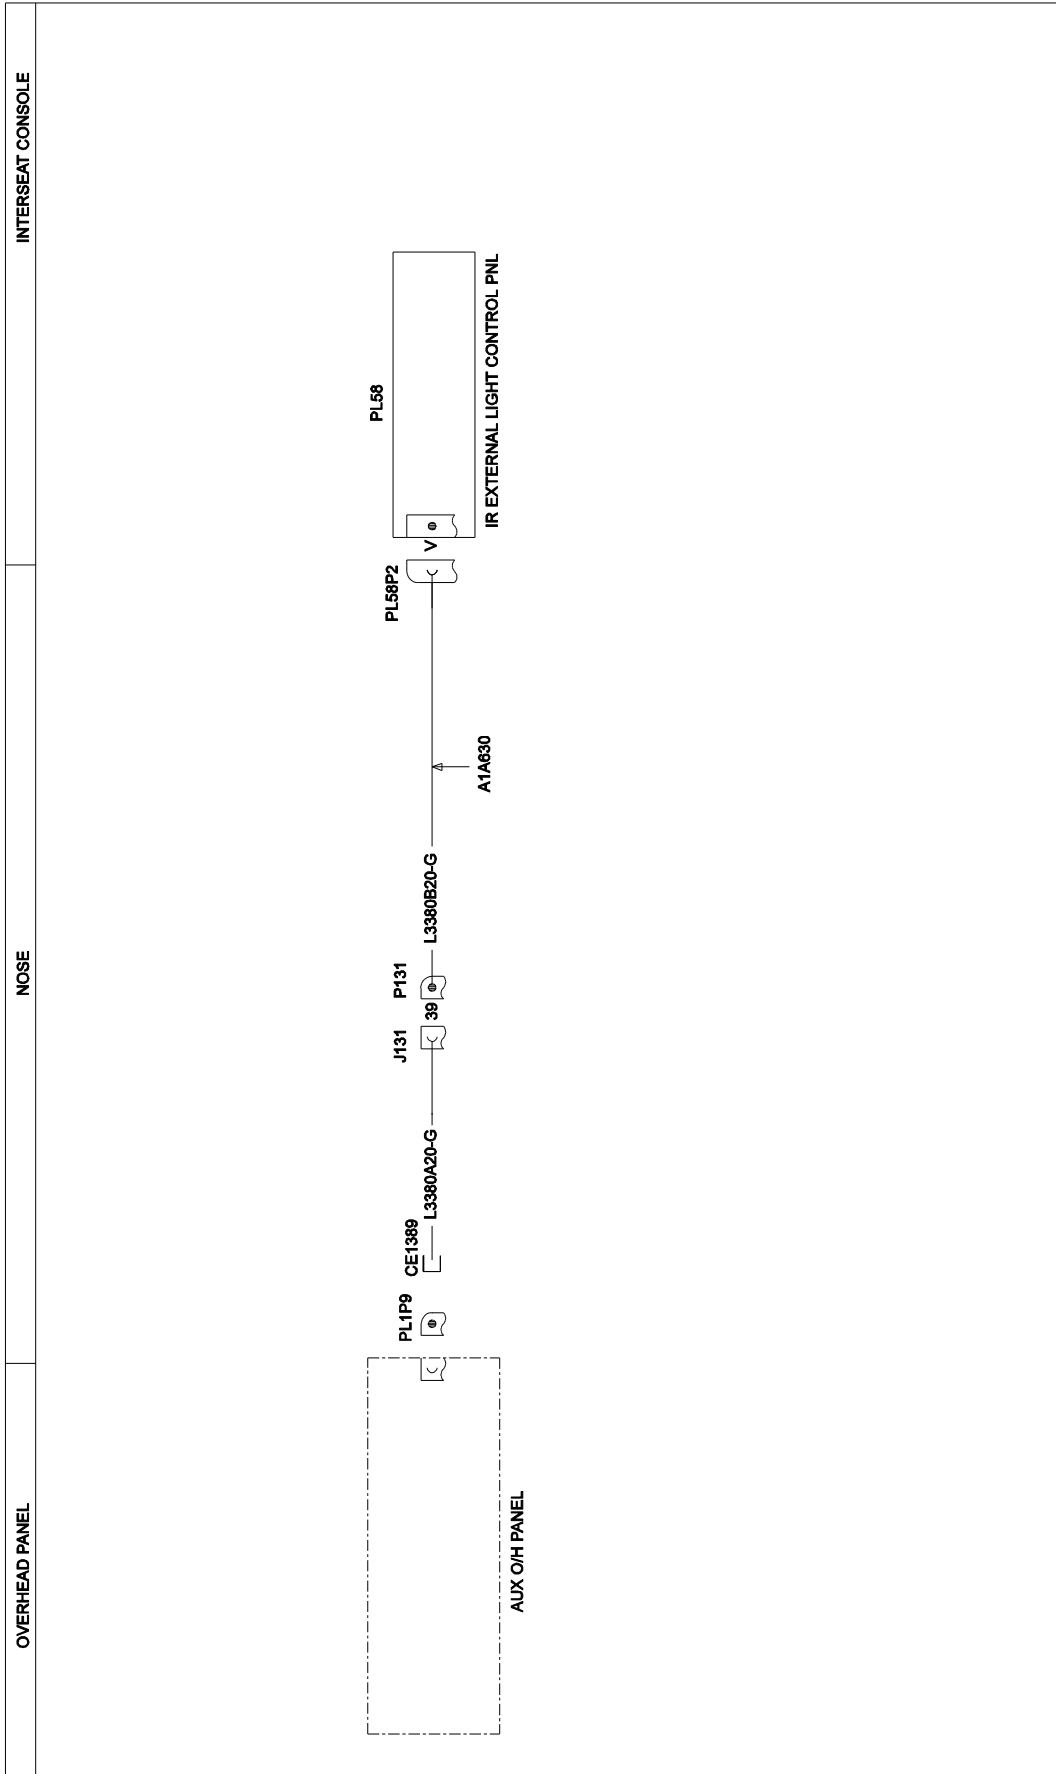 OVERHEAD PANEL
NOSE
INTERSEAT CONSOLE
PL58
PL1P9
CE1389
J131
P131
PL58P2
L3380A20-G
39
L3380B20-G
V
A1A630
IR EXTERNAL LIGHT CONTROL PNL
AUX O/H PANEL